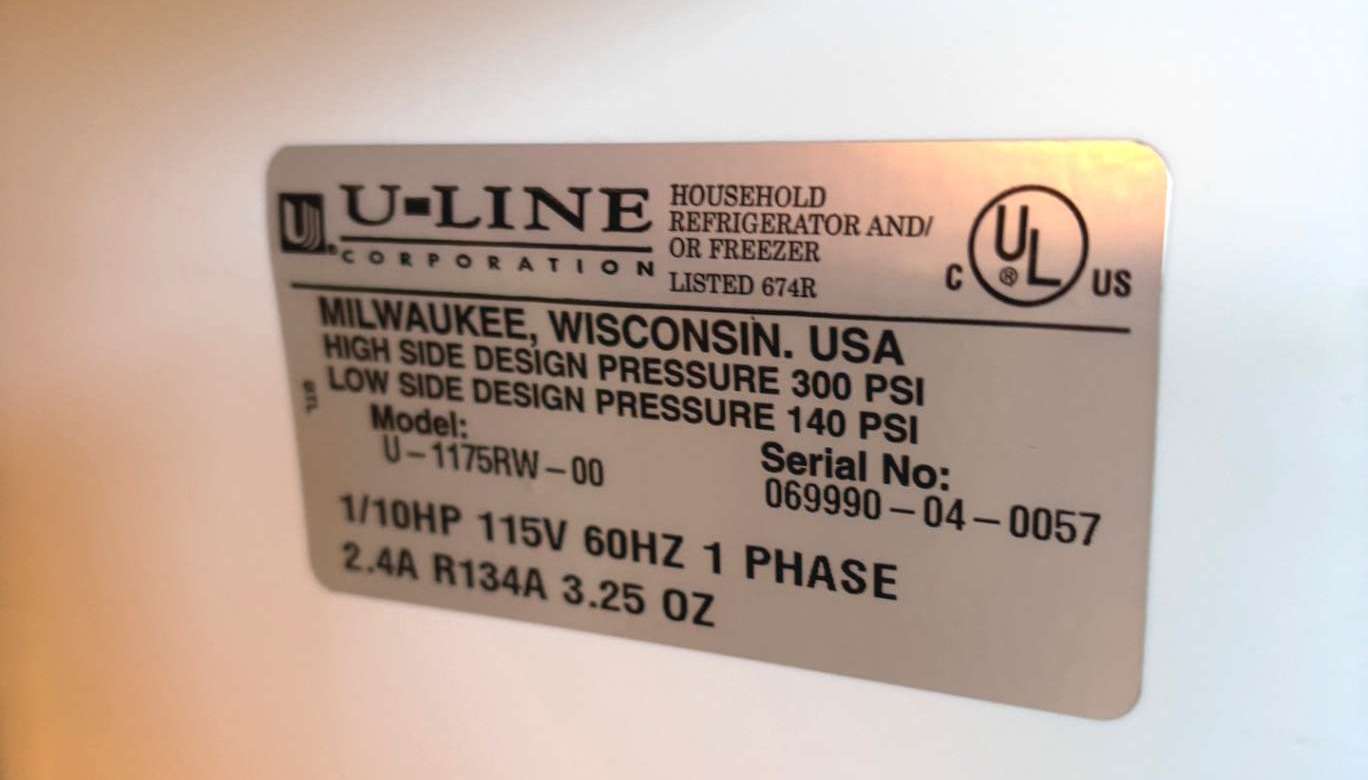 U-LINE
CORPORATION
HOUSEHOLD
REFRIGERATOR AND/
OR FREEZER
LISTED 674R
C UL ® US
MILWAUKEE, WISCONSIN. USA
HIGH SIDE DESIGN PRESSURE 300 PSI
LOW SIDE DESIGN PRESSURE 140 PSI
Model:
U-1175RW-00
Serial No:
069990-04-0057
1/10HP 115V 60HZ 1 PHASE
2.4A R134A 3.25 OZ